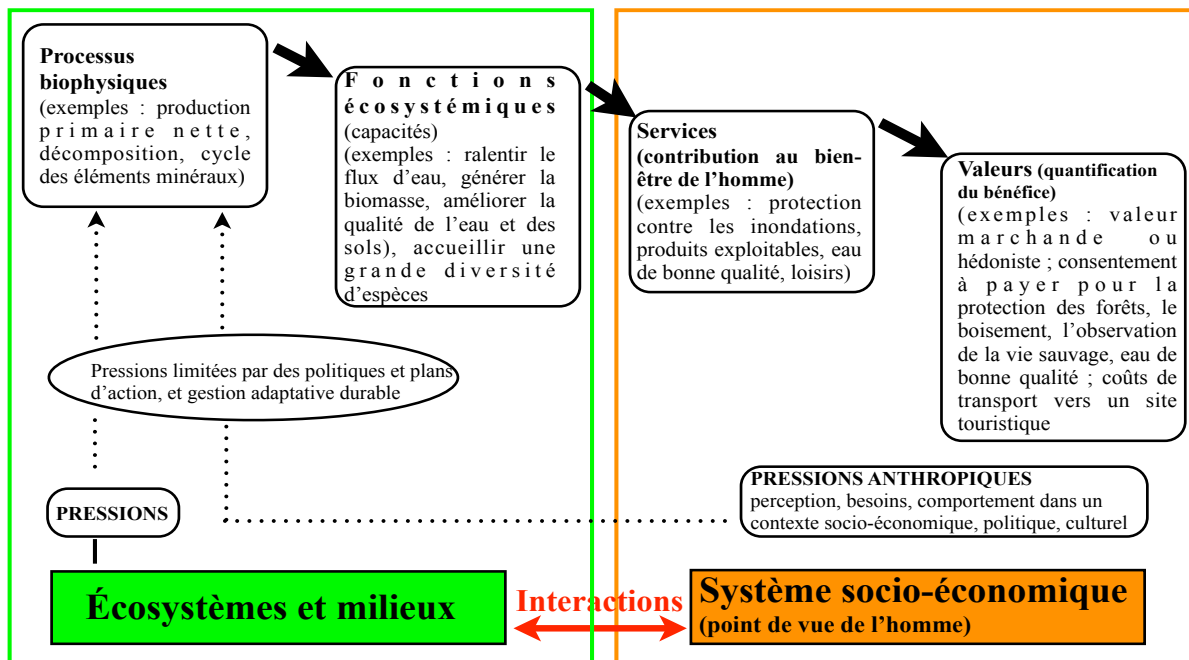 Processus
biophysiques
(exemples : production
primaire nette,
décomposition, cycle
des éléments minéraux)
Fonctions
écosystémiques
(capacités)
(exemples : ralentir le
flux d’eau, générer la
biomasse, améliorer la
qualité de l’eau et des
sols), accueillir une
grande diversité
d’espèces
Services
(contribution au bien-
être de l’homme)
(exemples : protection
contre les inondations,
produits exploitables, eau
de bonne qualité, loisirs)
Valeurs (quantification
du bénéfice)
(exemples : valeur
marchande ou
hédoniste ; consentement
à payer pour la
protection des forêts, le
boisement, l’observation
de la vie sauvage, eau de
bonne qualité ; coûts de
transport vers un site
touristique
Pressions limitées par des politiques et plans
d’action, et gestion adaptative durable
PRESSIONS
PRESSIONS ANTHROPIQUES
perception, besoins, comportement dans un
contexte socio-économique, politique, culturel
Écosystèmes et milieux
Interactions
Système socio-économique
(point de vue de l’homme)